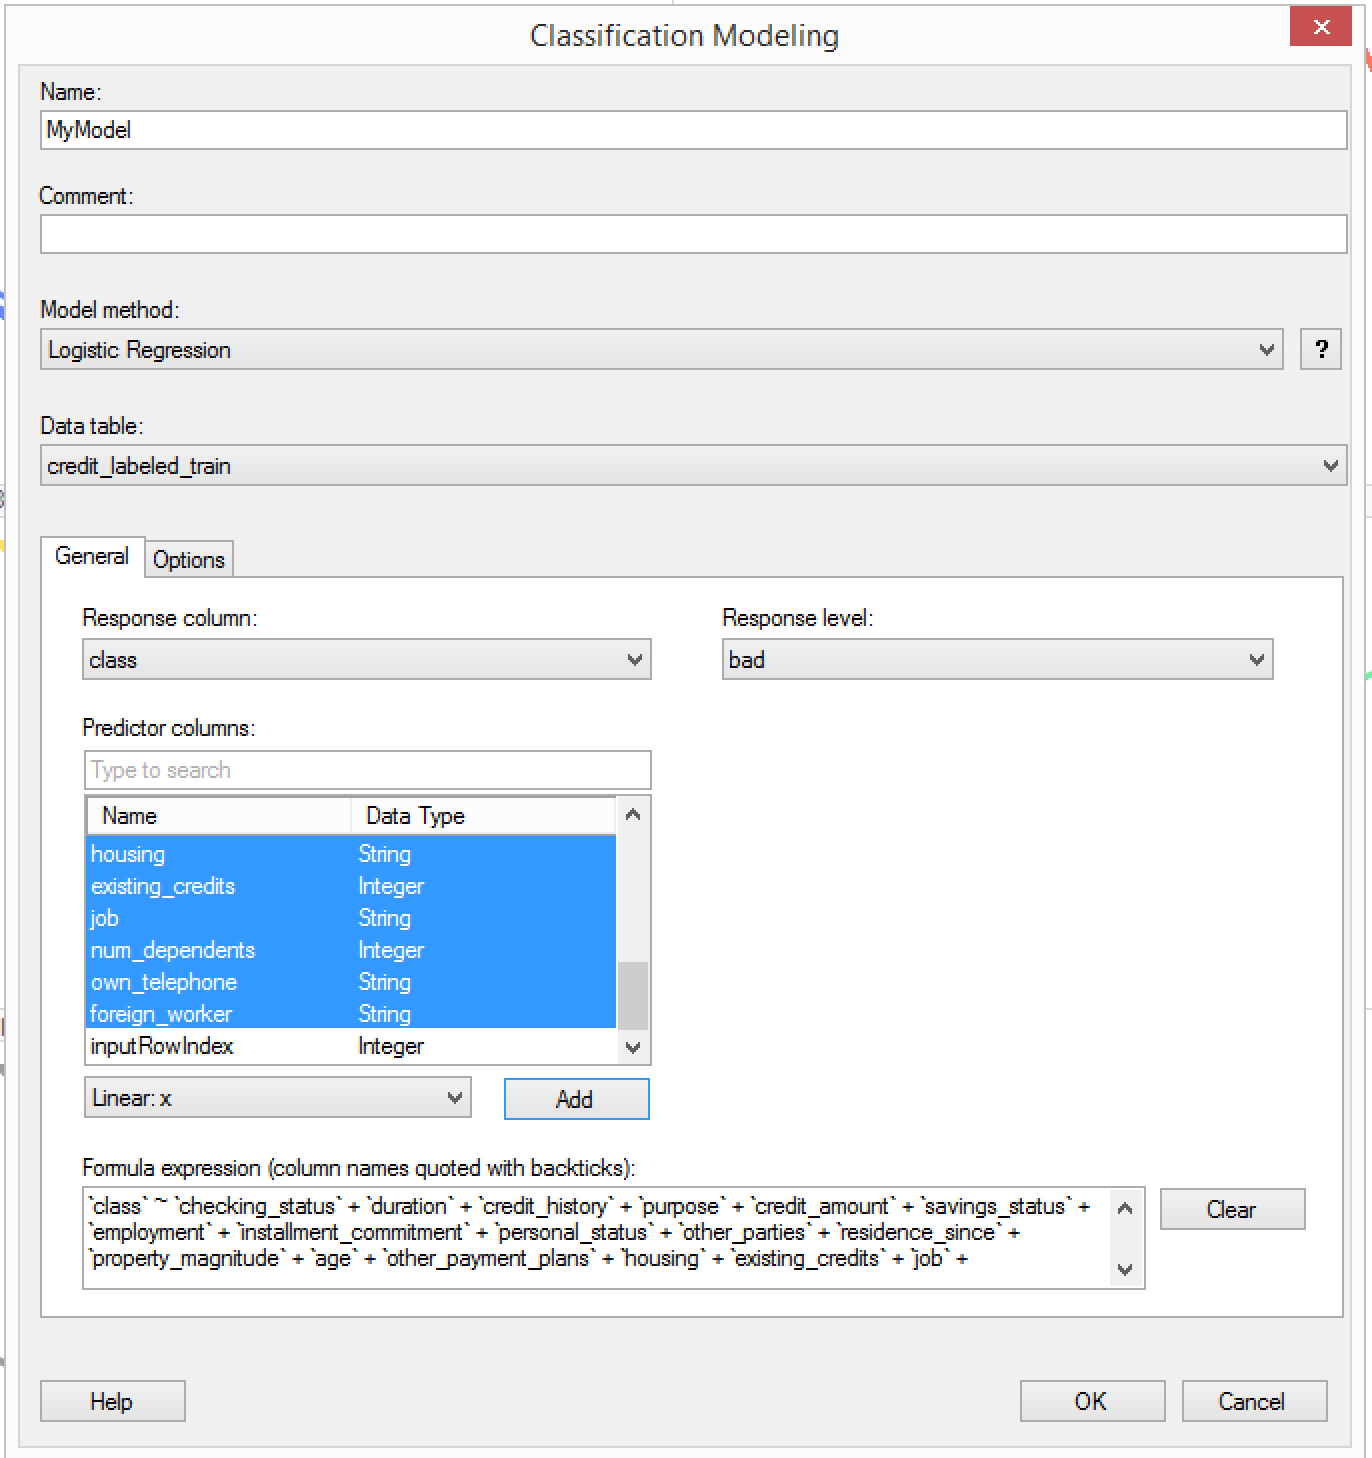 Classification Modeling
Name:
MyModel
Comment:
Model method:
Logistic Regression
?
Data table:
credit_labeled_train
General Options
Response column: Response level:
class bad
Predictor columns:
Type to search
Name Data Type
housing String
existing_credits Integer
job String
num_dependents Integer
own_telephone String
foreign_worker String
inputRowIndex Integer
Linear: x Add
Formula expression (column names quoted with backticks):
`class` ~ `checking_status` + `duration` + `credit_history` + `purpose` + `credit_amount` + `savings_status` +
`employment` + `installment_commitment` + `personal_status` + `other_parties` + `residence_since` +
`property_magnitude` + `age` + `other_payment_plans` + `housing` + `existing_credits` + `job` +
Clear
Help OK Cancel